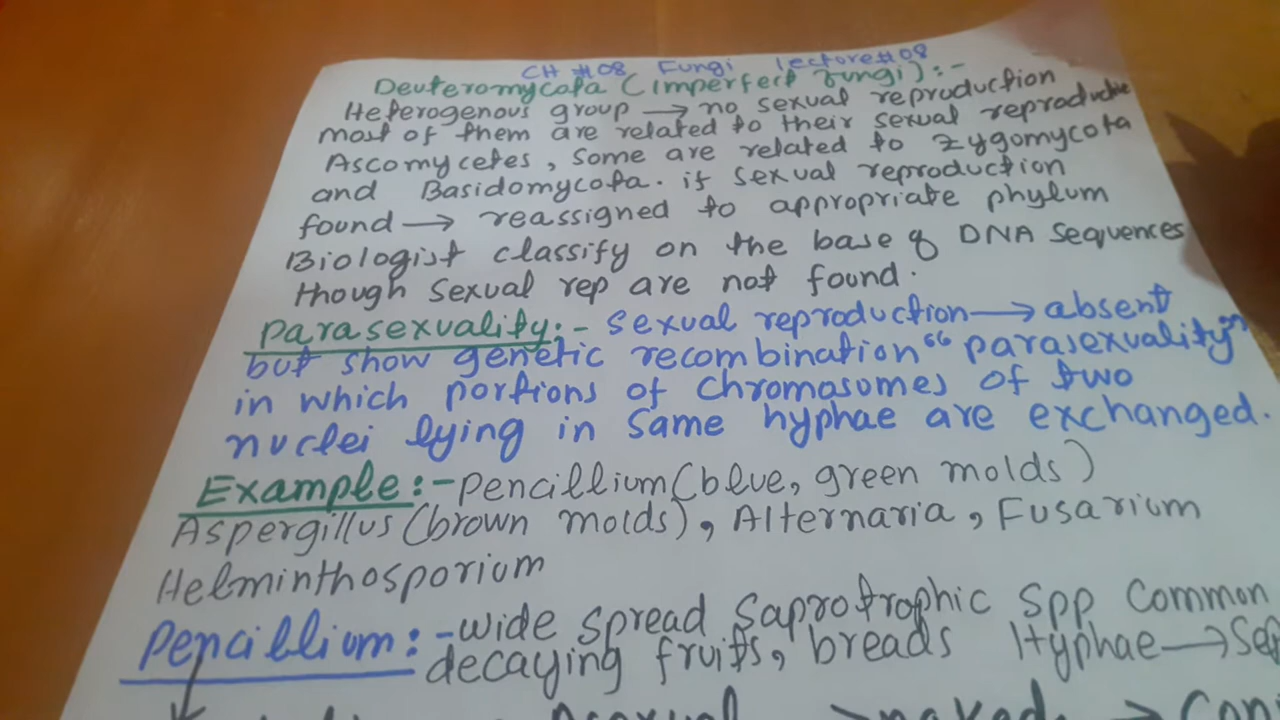 CH #08 Fungi lecture#08
Deuteromycota (Imperfect Fungi):-
Heterogenous group → no sexual reproduction
most of them are related to their sexual reproductive
Ascomycetes, Some are related to Zygomycota
and Basidomycota. if sexual reproduction
found → reassigned to appropriate phylum
Biologist classify on the base of DNA Sequences
though sexual rep are not found.
Parasexuality:- Sexual reproduction → absent
but show genetic recombination "parasexuality"
in which portions of Chromasomes of two
nuclei lying in Same hyphae are exchanged.
Example:- Pencillium (blue, green molds)
Aspergillus (brown molds), Alternaria, Fusarium
Helminthosporium
Pencillium:- wide spread Saprotrophic Spp Common
decaying fruits, breads Hyphae → Sep
Asexual → naked → Con